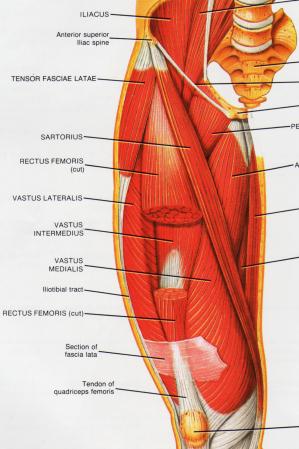 ILIACUS
Anterior superior
Iliac spine
TENSOR FASCIAE LATAE
SARTORIUS
RECTUS FEMORIS
(cut)
VASTUS LATERALIS
VASTUS
INTERMEDIUS
VASTUS
MEDIALIS
Iliotibial tract
RECTUS FEMORIS (cut)
Section of
fascia lata
Tendon of
quadriceps femoris
PE
A